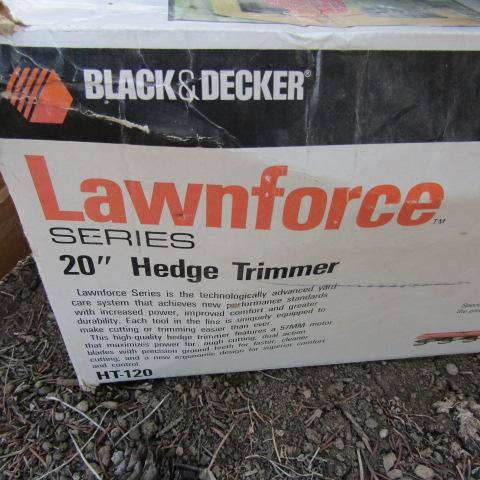 BLACK&DECKER®
Lawnforce™
SERIES
20" Hedge Trimmer
Lawnforce Series is the technologically advanced yard
care system that achieves new performance standards
with increased power, improved comfort and greater
durability. Each tool in the line is uniquely equipped to
make cutting or trimming easier than ever.
This high-quality hedge trimmer features a 57MM motor
that maximizes power for tough cutting; dual action
blades with precision ground teeth for faster, cleaner
cutting; and a new ergonomic design for superior comfort
and control.
HT-120
the